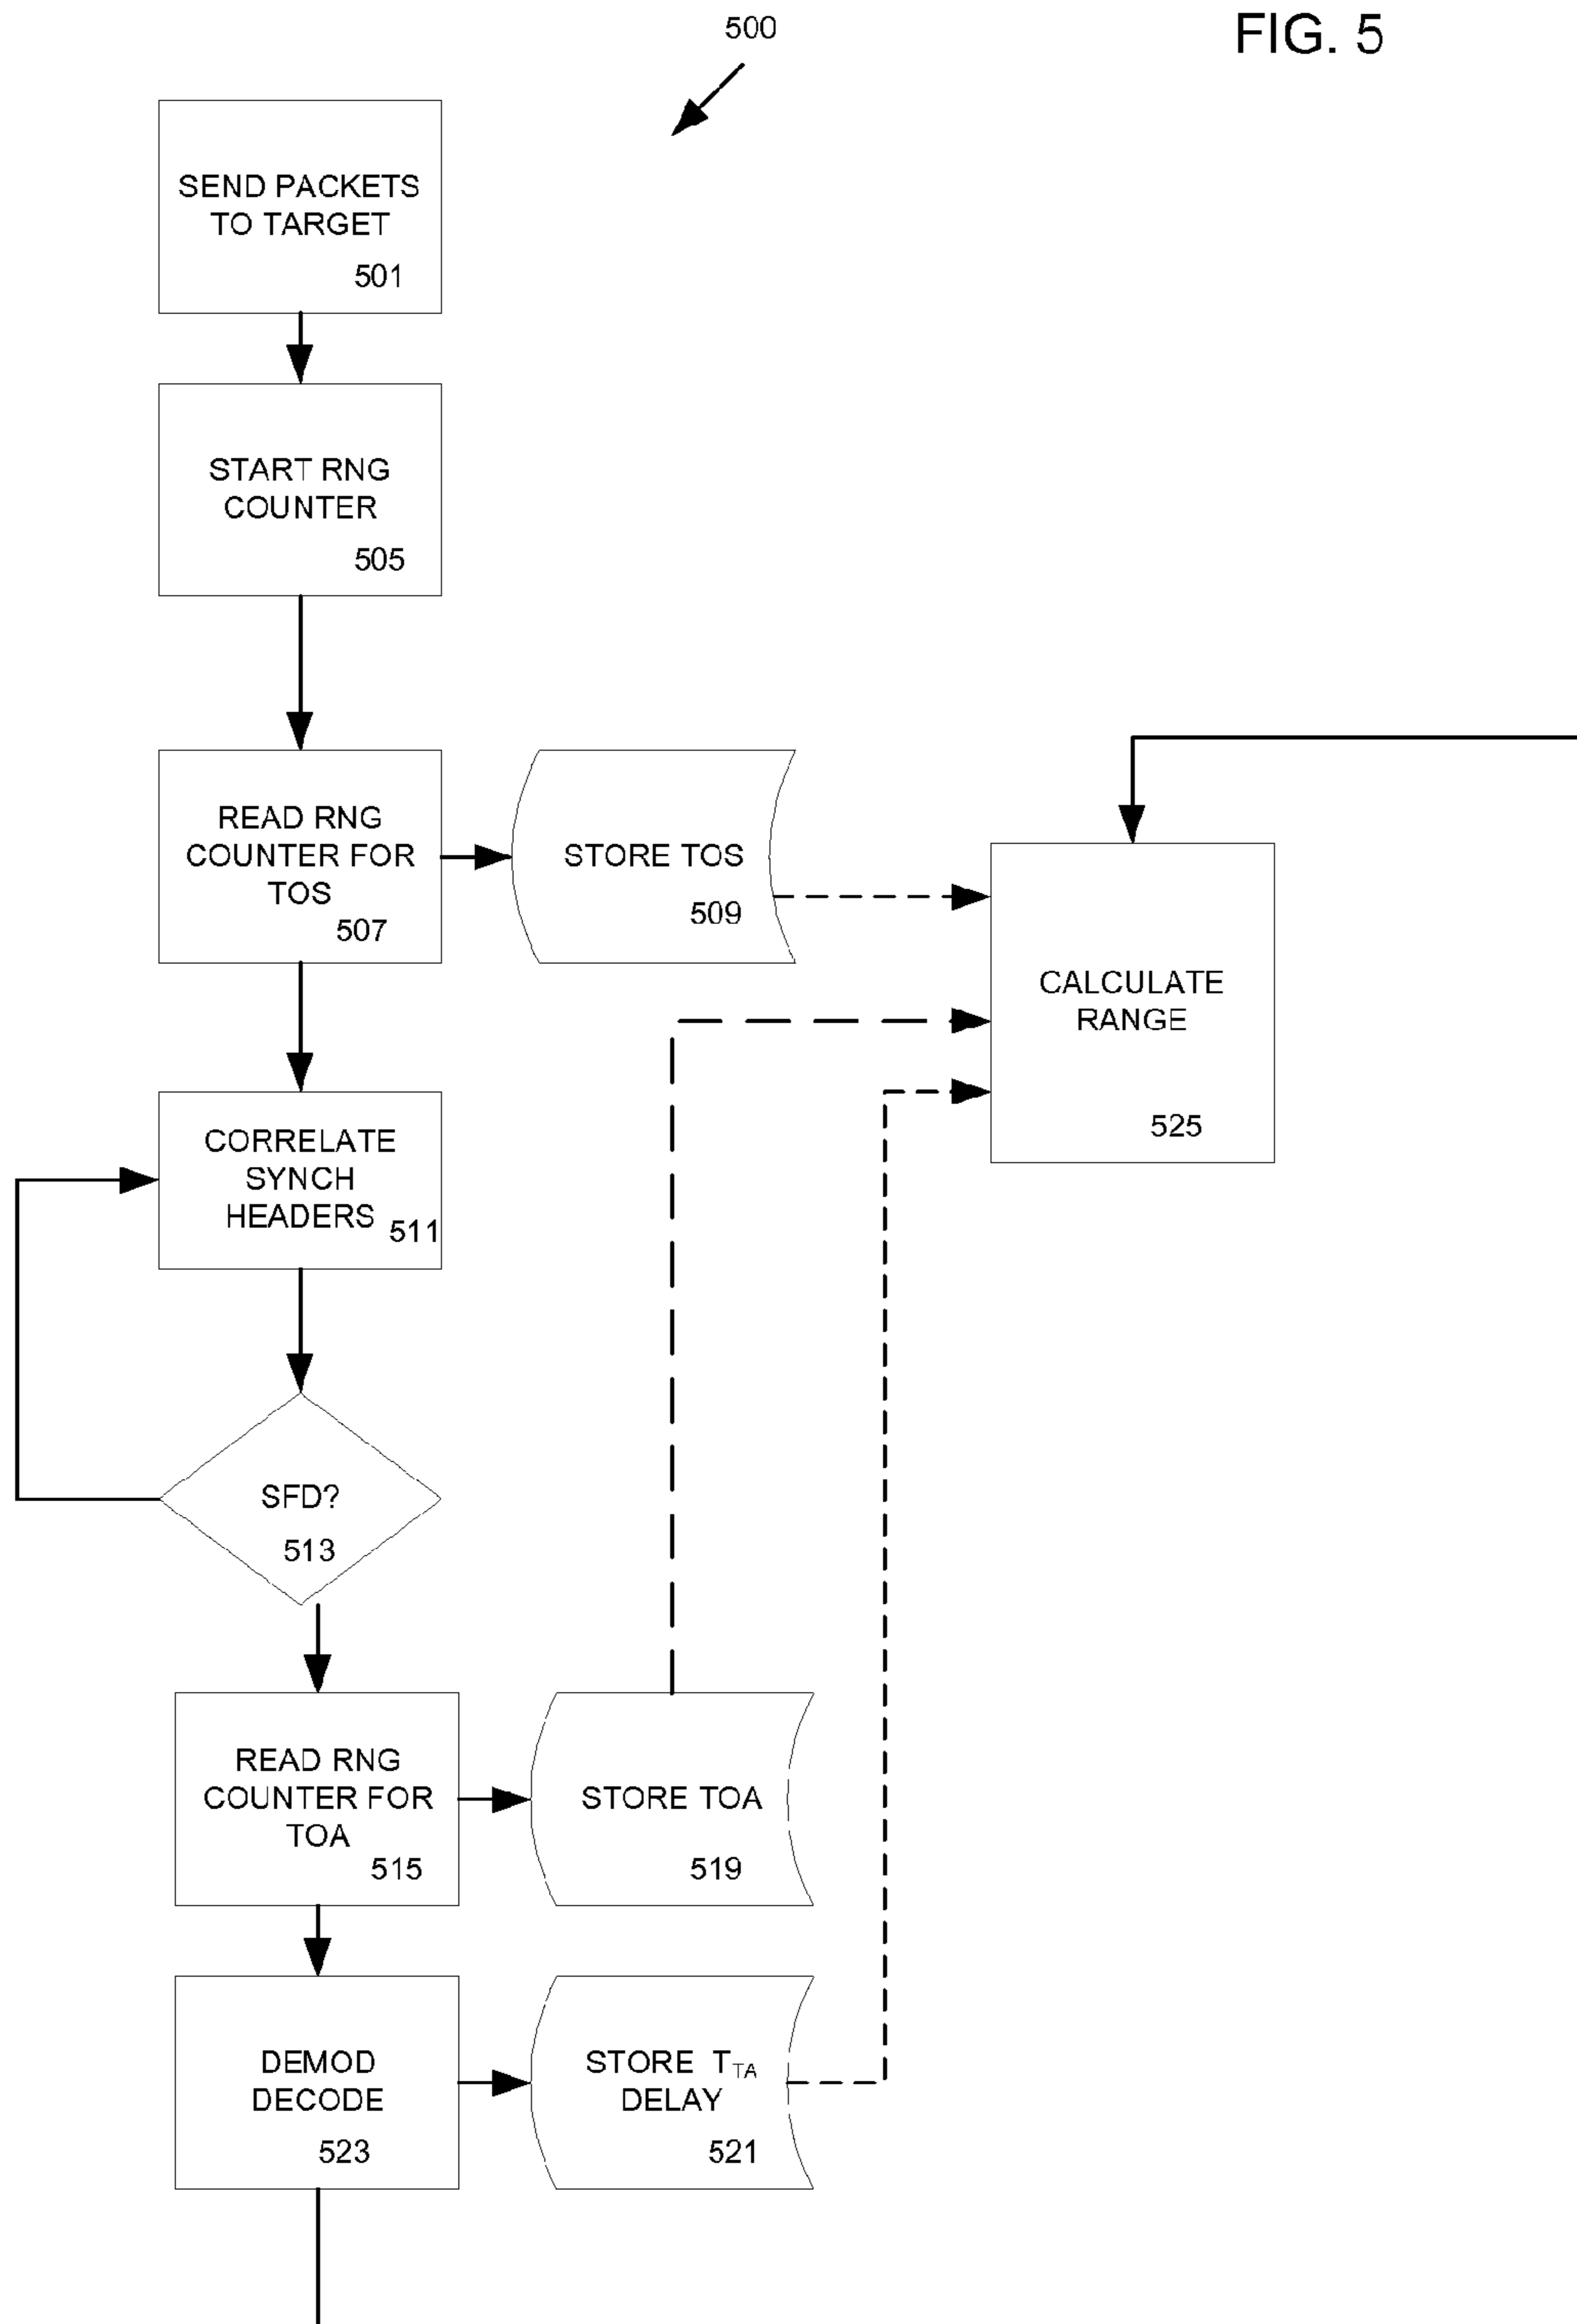 500
FIG. 5
SEND PACKETS
TO TARGET
501
START RNG
COUNTER
505
READ RNG
COUNTER FOR
TOS
507
STORE TOS
509
CALCULATE
RANGE
525
CORRELATE
SYNCH
HEADERS
511
SFD?
513
READ RNG
COUNTER FOR
TOA
515
STORE TOA
519
DEMOD
DECODE
523
STORE T_TA
DELAY
521